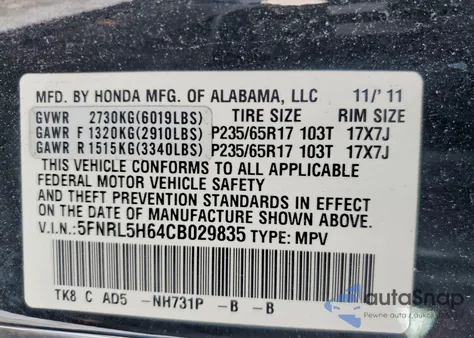 MFD. BY HONDA MFG. OF ALABAMA, LLC 11/'11
GVWR 2730KG(6019LBS) TIRE SIZE RIM SIZE
GAWR F 1320KG(2910LBS) P235/65R17 103T 17X7J
GAWR R 1515KG(3340LBS) P235/65R17 103T 17X7J
THIS VEHICLE CONFORMS TO ALL APPLICABLE
FEDERAL MOTOR VEHICLE SAFETY
AND THEFT PREVENTION STANDARDS IN EFFECT
ON THE DATE OF MANUFACTURE SHOWN ABOVE.
V.I.N.: 5FNRL5H64CB029835 TYPE: MPV
TK8 C AD5 -NH731P -B -B
autoSnap
Pewne auto z aukcji